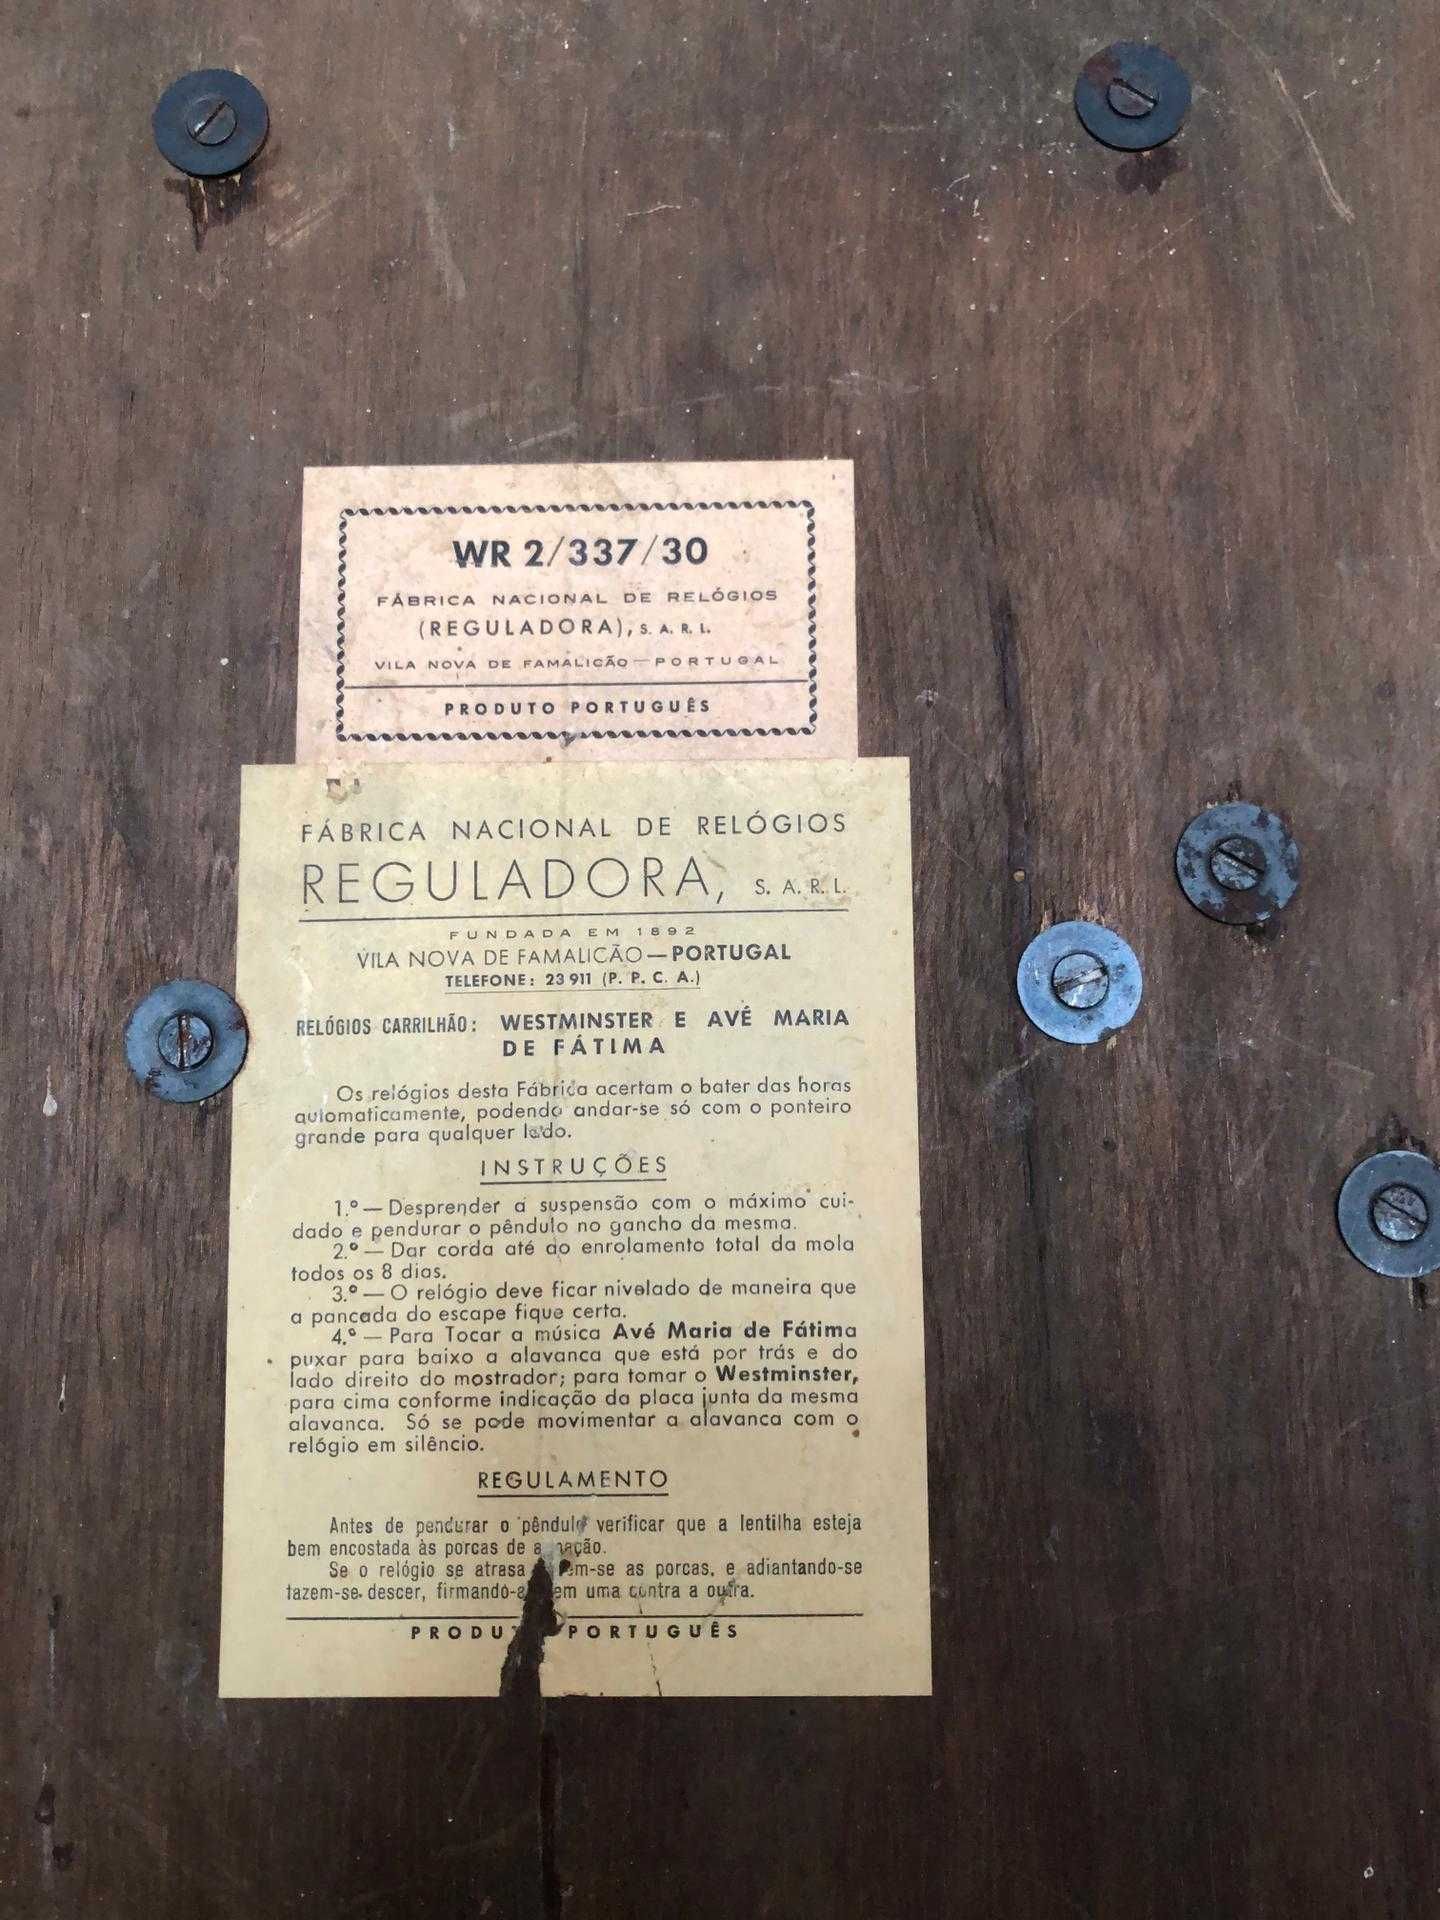 WR 2/337/30
FÁBRICA NACIONAL DE RELÓGIOS
(REGULADORA), S. A. R. L.
VILA NOVA DE FAMALICÃO—PORTUGAL
PRODUTO PORTUGUÊS
FÁBRICA NACIONAL DE RELÓGIOS
REGULADORA, S. A. R. L.
FUNDADA EM 1892
VILA NOVA DE FAMALICÃO—PORTUGAL
TELEFONE: 23 911 (P. P. C. A.)
RELÓGIOS CARRILHÃO: WESTMINSTER E AVÉ MARIA
DE FÁTIMA
Os relógios desta Fábrica acertam o bater das horas
automaticamente, podendo andar-se só com o ponteiro
grande para qualquer lado.
INSTRUÇÕES
1.º — Desprender a suspensão com o máximo cui-
dado e pendurar o pêndulo no gancho da mesma.
2.º — Dar corda até ao enrolamento total da mola
todos os 8 dias.
3.º — O relógio deve ficar nivelado de maneira que
a pancada do escape fique certa.
4.º — Para Tocar a música Avé Maria de Fátima
puxar para baixo a alavanca que está por trás e do
lado direito do mostrador; para tomar o Westminster,
para cima conforme indicação da placa junta da mesma
alavanca. Só se pode movimentar a alavanca com o
relógio em silêncio.
REGULAMENTO
Antes de pendurar o pêndulo verificar que a lentilha esteja
bem encostada às porcas de
Se o relógio se atrasa as porcas, e adiantando-se
fazem-se descer, uma contra a outra.
PORTUGUÊS